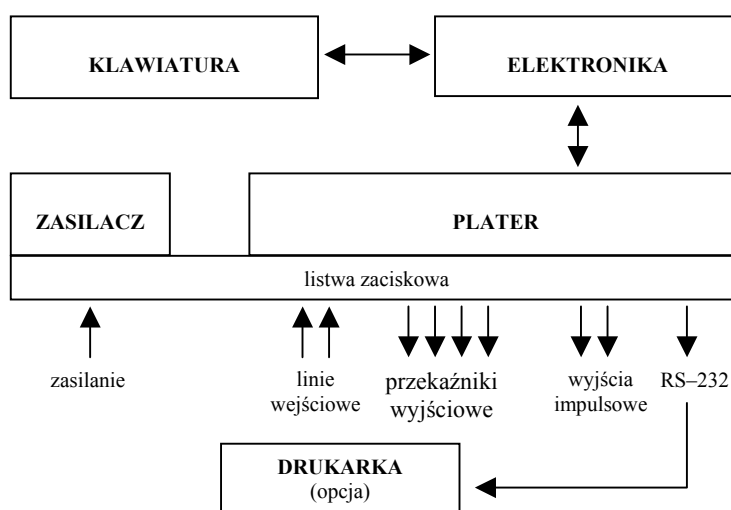 KLAWIATURA
ELEKTRONIKA
ZASILACZ
PLATER
listwa zaciskowa
zasilanie
linie
wejściowe
przekaźniki
wyjściowe
wyjścia
impulsowe
RS–232
DRUKARKA
(opcja)